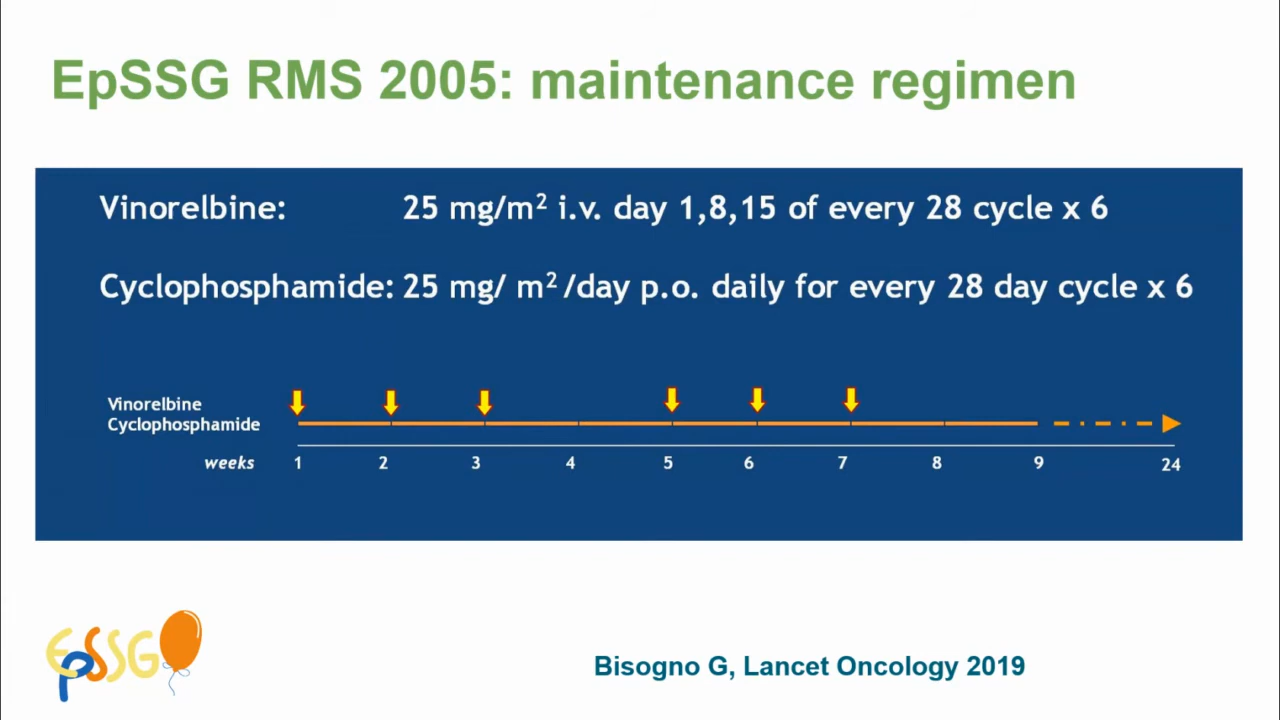 EpSSG RMS 2005: maintenance regimen
Vinorelbine: 25 mg/m² i.v. day 1,8,15 of every 28 cycle x 6
Cyclophosphamide: 25 mg/ m² /day p.o. daily for every 28 day cycle x 6
Vinorelbine
Cyclophosphamide
weeks 1 2 3 4 5 6 7 8 9 24
EpSSG
Bisogno G, Lancet Oncology 2019